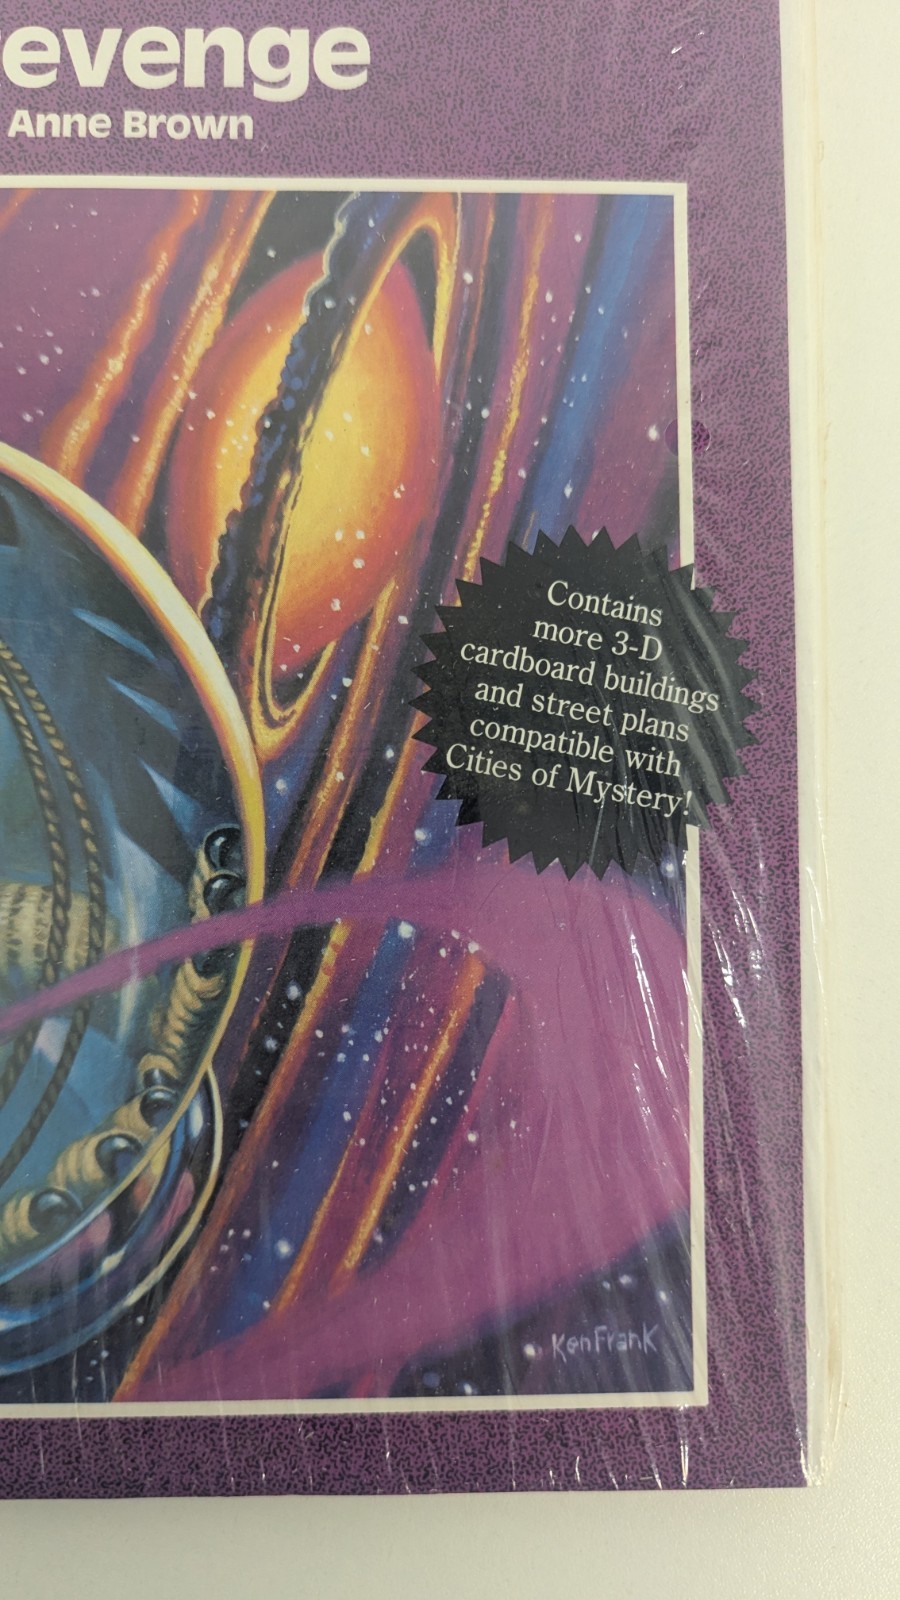 evenge
Anne Brown
Contains
more 3-D
cardboard buildings
and street plans
compatible with
Cities of Mystery!
KenFrank